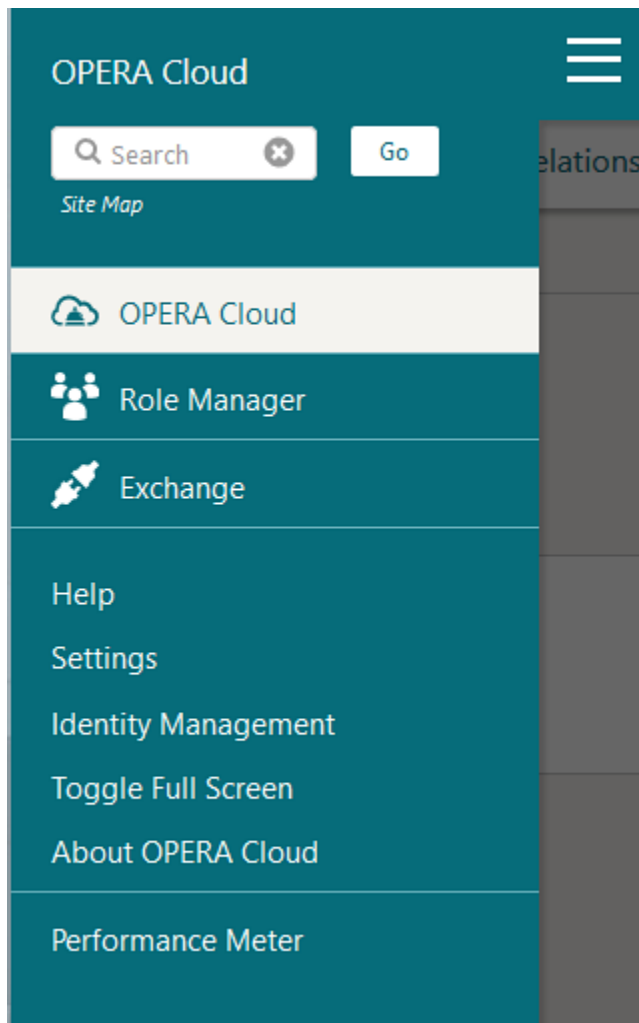 OPERA Cloud
Search
Go
Site Map
elations
OPERA Cloud
Role Manager
Exchange
Help
Settings
Identity Management
Toggle Full Screen
About OPERA Cloud
Performance Meter